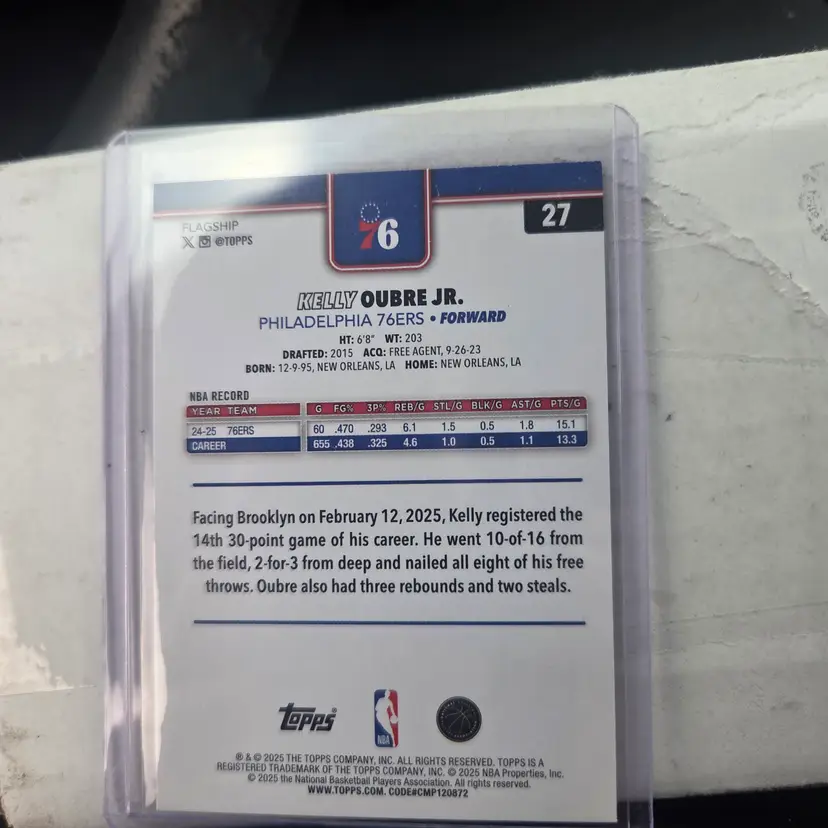 27
FLAGSHIP
@TOPPS
76
KELLY OUBRE JR.
PHILADELPHIA 76ERS • FORWARD
HT: 6'8" WT: 203
DRAFTED: 2015 ACQ: FREE AGENT, 9-26-23
BORN: 12-9-95, NEW ORLEANS, LA HOME: NEW ORLEANS, LA
NBA RECORD
YEAR TEAM G FG% 3P% REB/G STL/G BLK/G AST/G PTS/G
24-25 76ERS 60 .470 .293 6.1 1.5 0.5 1.8 15.1
CAREER 655 .438 .325 4.6 1.0 0.5 1.1 13.3
Facing Brooklyn on February 12, 2025, Kelly registered the
14th 30-point game of his career. He went 10-of-16 from
the field, 2-for-3 from deep and nailed all eight of his free
throws. Oubre also had three rebounds and two steals.
Topps NBA
® & © 2025 THE TOPPS COMPANY, INC. ALL RIGHTS RESERVED. TOPPS IS A
REGISTERED TRADEMARK OF THE TOPPS COMPANY, INC. © 2025 NBA Properties, Inc.
© 2025 the National Basketball Players Association. All rights reserved.
WWW.TOPPS.COM. CODE#CMP120872